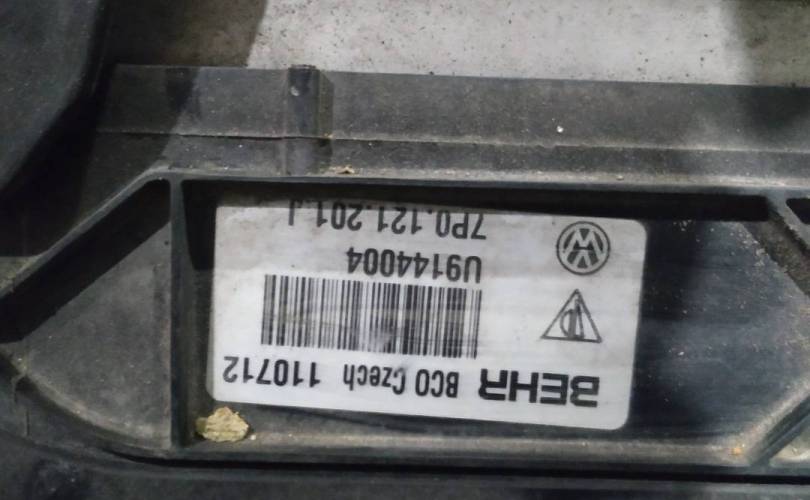 BEHR BCO Czech 110712
U9144004
7P0.121.201.J